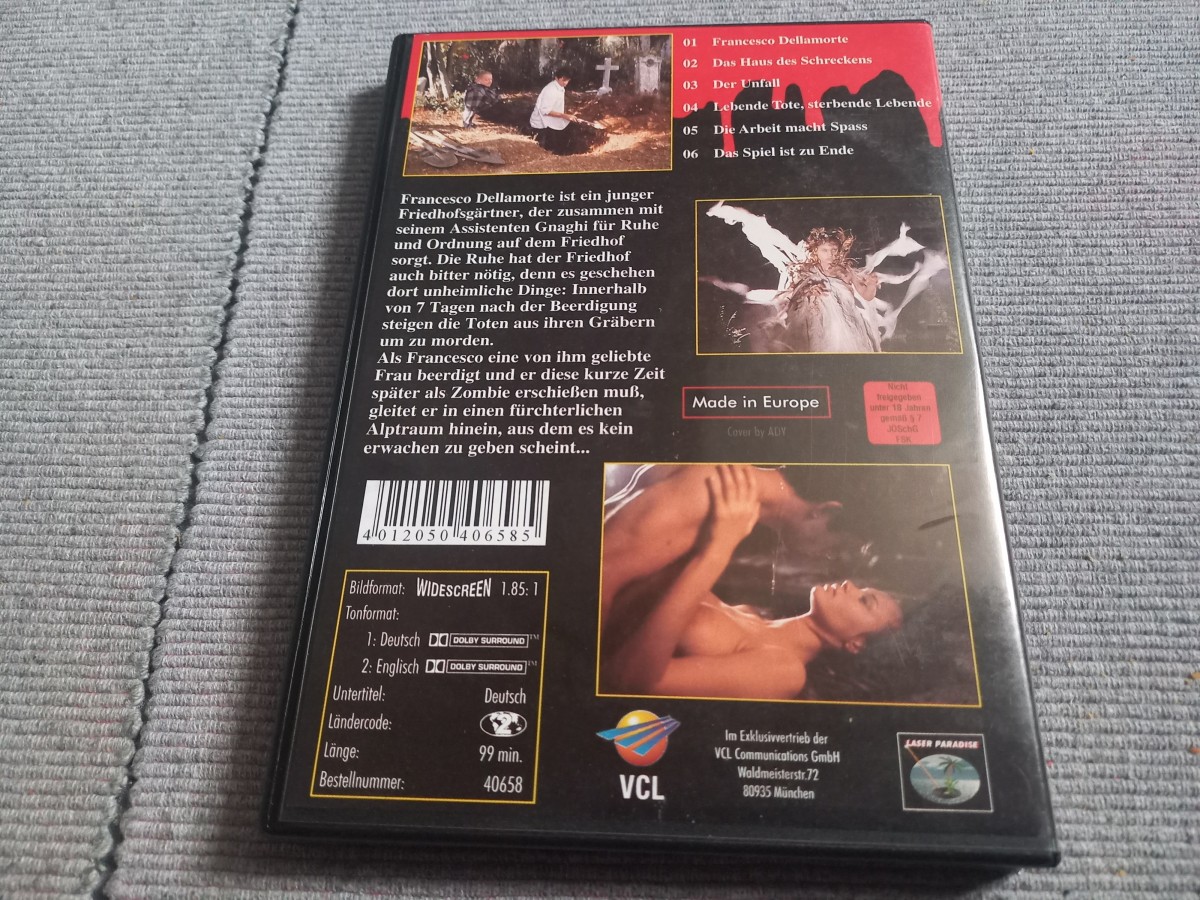 01 Francesco Dellamorte
02 Das Haus des Schreckens
03 Der Unfall
04 Lebende Tote, sterbende Lebende
05 Die Arbeit macht Spass
06 Das Spiel ist zu Ende
Francesco Dellamorte ist ein junger
Friedhofsgärtner, der zusammen mit
seinem Assistenten Gnaghi für Ruhe
und Ordnung auf dem Friedhof
sorgt. Die Ruhe hat der Friedhof
auch bitter nötig, denn es geschehen
dort unheimliche Dinge: Innerhalb
von 7 Tagen nach der Beerdigung
steigen die Toten aus ihren Gräbern
um zu morden.
Als Francesco eine von ihm geliebte
Frau beerdigt und er diese kurze Zeit
später als Zombie erschießen muß,
gleitet er in einen fürchterlichen
Alptraum hinein, aus dem es kein
erwachen zu geben scheint...
Made in Europe
Cover by ADY
Nicht
freigegeben
unter 18 Jahren
gemäß § 7
JÖSchG
FSK
4 012050 406585
Bildformat: WIDESCREEN 1.85: 1
Tonformat:
1: Deutsch DOLBY SURROUND™
2: Englisch DOLBY SURROUND™
Untertitel: Deutsch
Ländercode: 2
Länge: 99 min.
Bestellnummer: 40658
VCL
Im Exklusivvertrieb der
VCL Communications GmbH
Waldmeisterstr.72
80935 München
LASER PARADISE